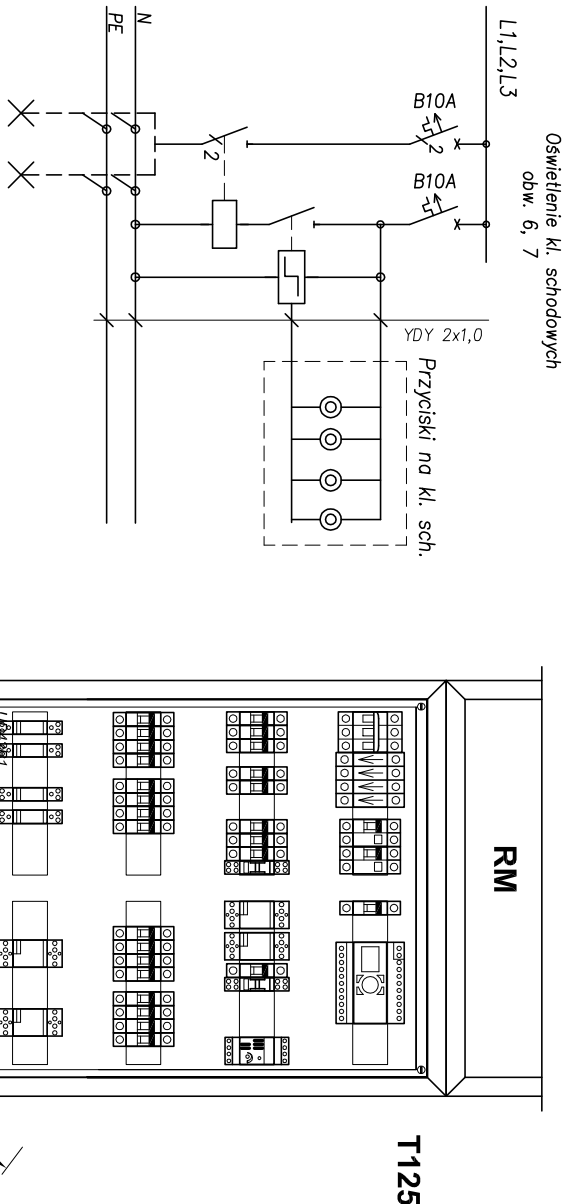 Oświetlenie kl. schodowych
obw. 6, 7
L1,L2,L3
B10A
B10A
2
2
N
PE
YDY 2x1,0
Przyciski na kl. sch.
RM
T125